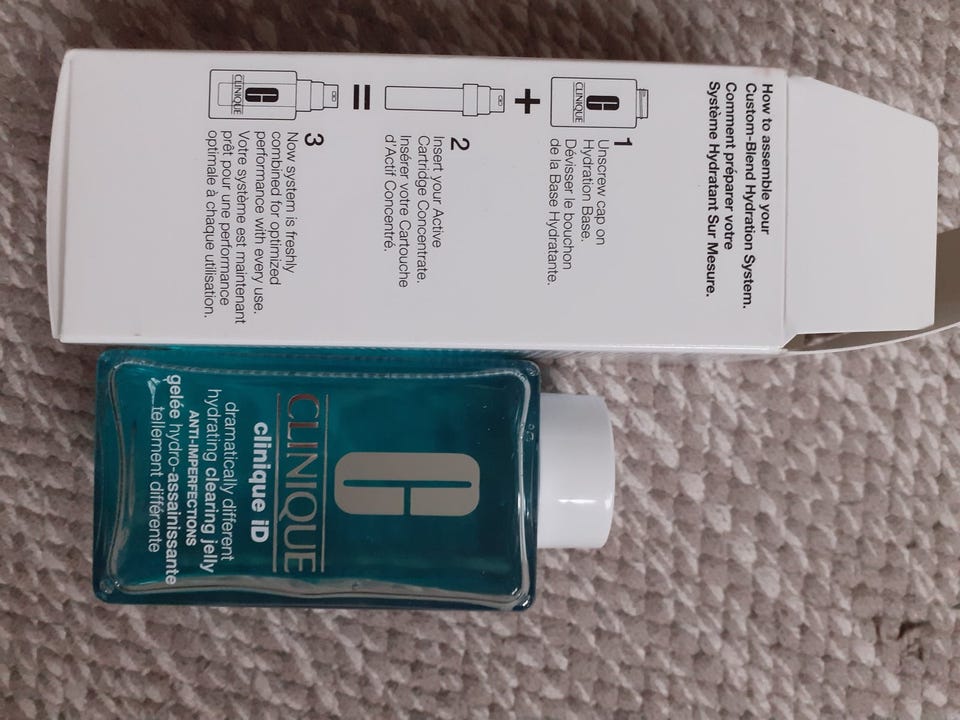 How to assemble your
Custom-Blend Hydration System.
Comment préparer votre
Système Hydratant Sur Mesure.
C
CLINIQUE
1
Unscrew cap on
Hydration Base.
Dévisser le bouchon
de la Base Hydratante.
+
2
Insert your Active
Cartridge Concentrate.
Insérer votre Cartouche
d'Actif Concentré.
=
C
CLINIQUE
3
Now system is freshly
combined for optimized
performance with every use.
Votre système est maintenant
prêt pour une performance
optimale à chaque utilisation.
C
CLINIQUE
clinique iD
dramatically different
hydrating clearing jelly
ANTI-IMPERFECTIONS
gelée hydro-assainissante
tellement différente